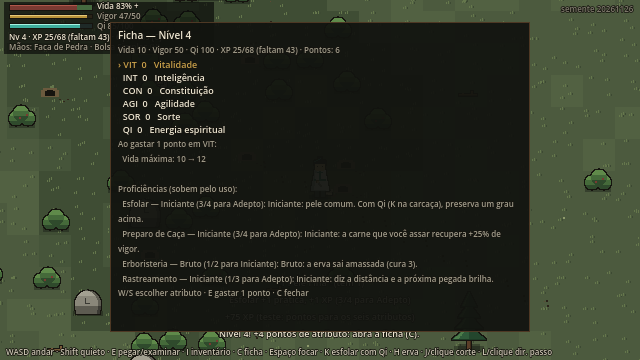 Vida 83% +
Vigor 47/50
Qi
Nv 4 · XP 25/68 (faltam 43)
Mãos: Faca de Pedra · Bols
semente 20261126
Ficha — Nível 4
Vida 10 · Vigor 50 · Qi 100 · XP 25/68 (faltam 43) · Pontos: 6
› VIT 0 Vitalidade
INT 0 Inteligência
CON 0 Constituição
AGI 0 Agilidade
SOR 0 Sorte
QI 0 Energia espiritual
Ao gastar 1 ponto em VIT:
Vida máxima: 10 → 12
Proficiências (sobem pelo uso):
Esfolar — Iniciante (3/4 para Adepto): Iniciante: pele comum. Com Qi (K na carcaça), preserva um grau
acima.
Preparo de Caça — Iniciante (3/4 para Adepto): Iniciante: a carne que você assar recupera +25% de
vigor.
Erboristeria — Bruto (1/2 para Iniciante): Bruto: a erva sai amassada (cura 3).
Rastreamento — Iniciante (1/3 para Adepto): Iniciante: diz a distância e a próxima pegada brilha.
W/S escolher atributo · E gastar 1 ponto · C fechar
Nível 4! +4 pontos de atributo: abra a ficha (C).
WASD andar · Shift quieto · E pegar/examinar · I inventário · C ficha · Espaço focar · K esfolar com Qi · H erva · J/clique corte · L/clique dir. passo